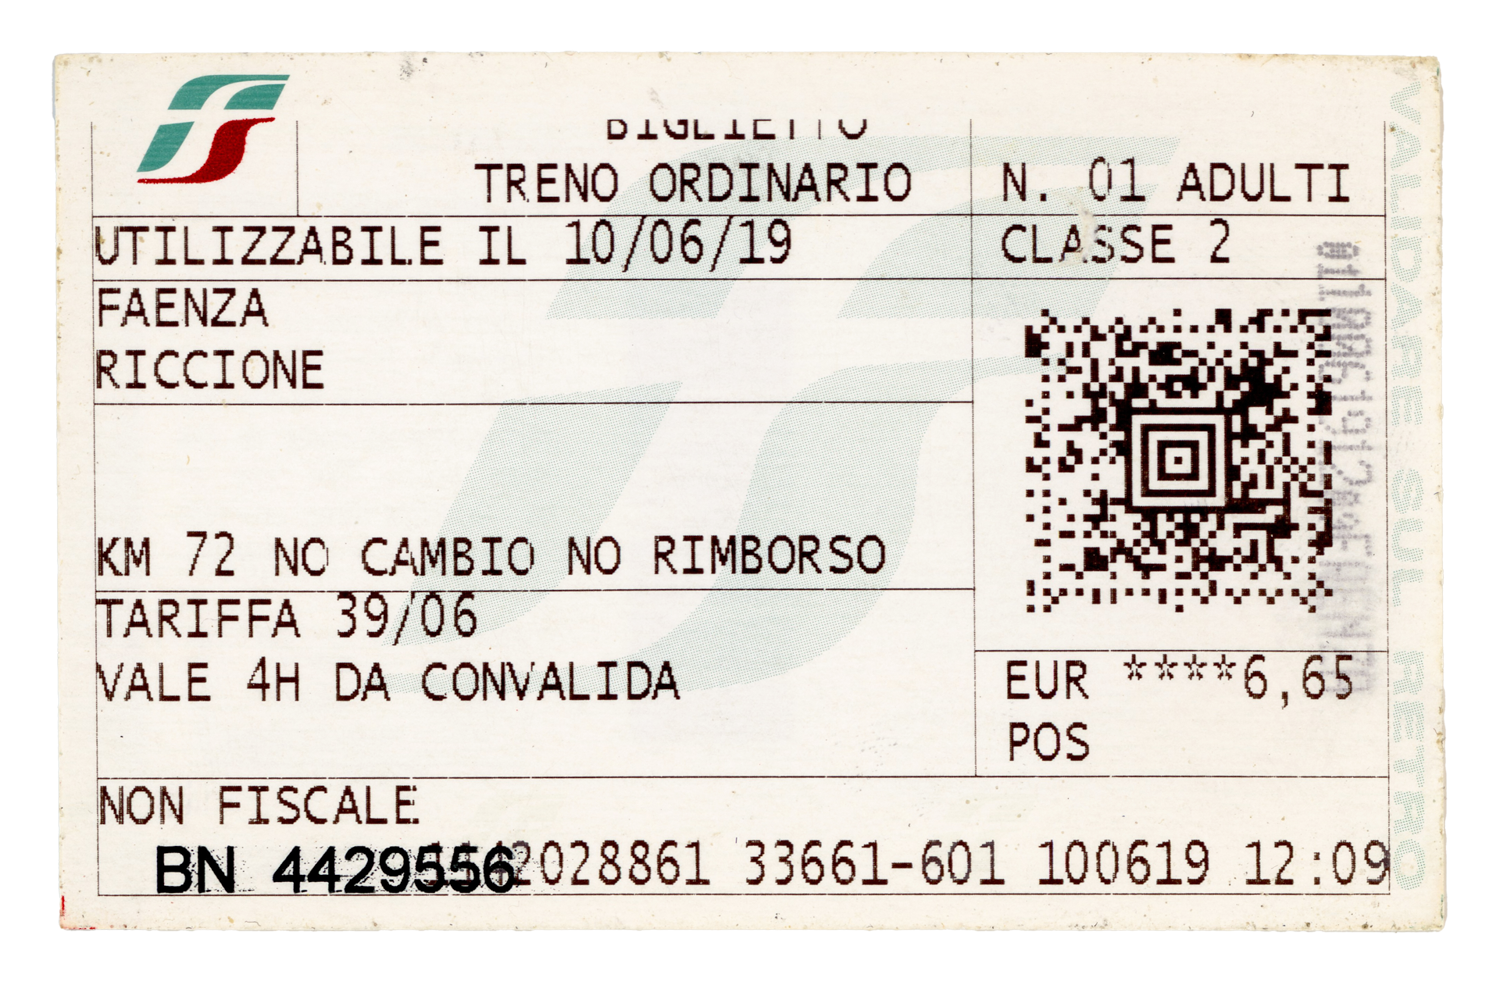 BIGLIETTO
TRENO ORDINARIO
N. 01 ADULTI
UTILIZZABILE IL 10/06/19
CLASSE 2
FAENZA
RICCIONE
KM 72 NO CAMBIO NO RIMBORSO
TARIFFA 39/06
VALE 4H DA CONVALIDA
EUR ****6,65
POS
NON FISCALE
BN 4429556
2028861 33661-601 100619 12:09
VALIDARE SUL RETRO